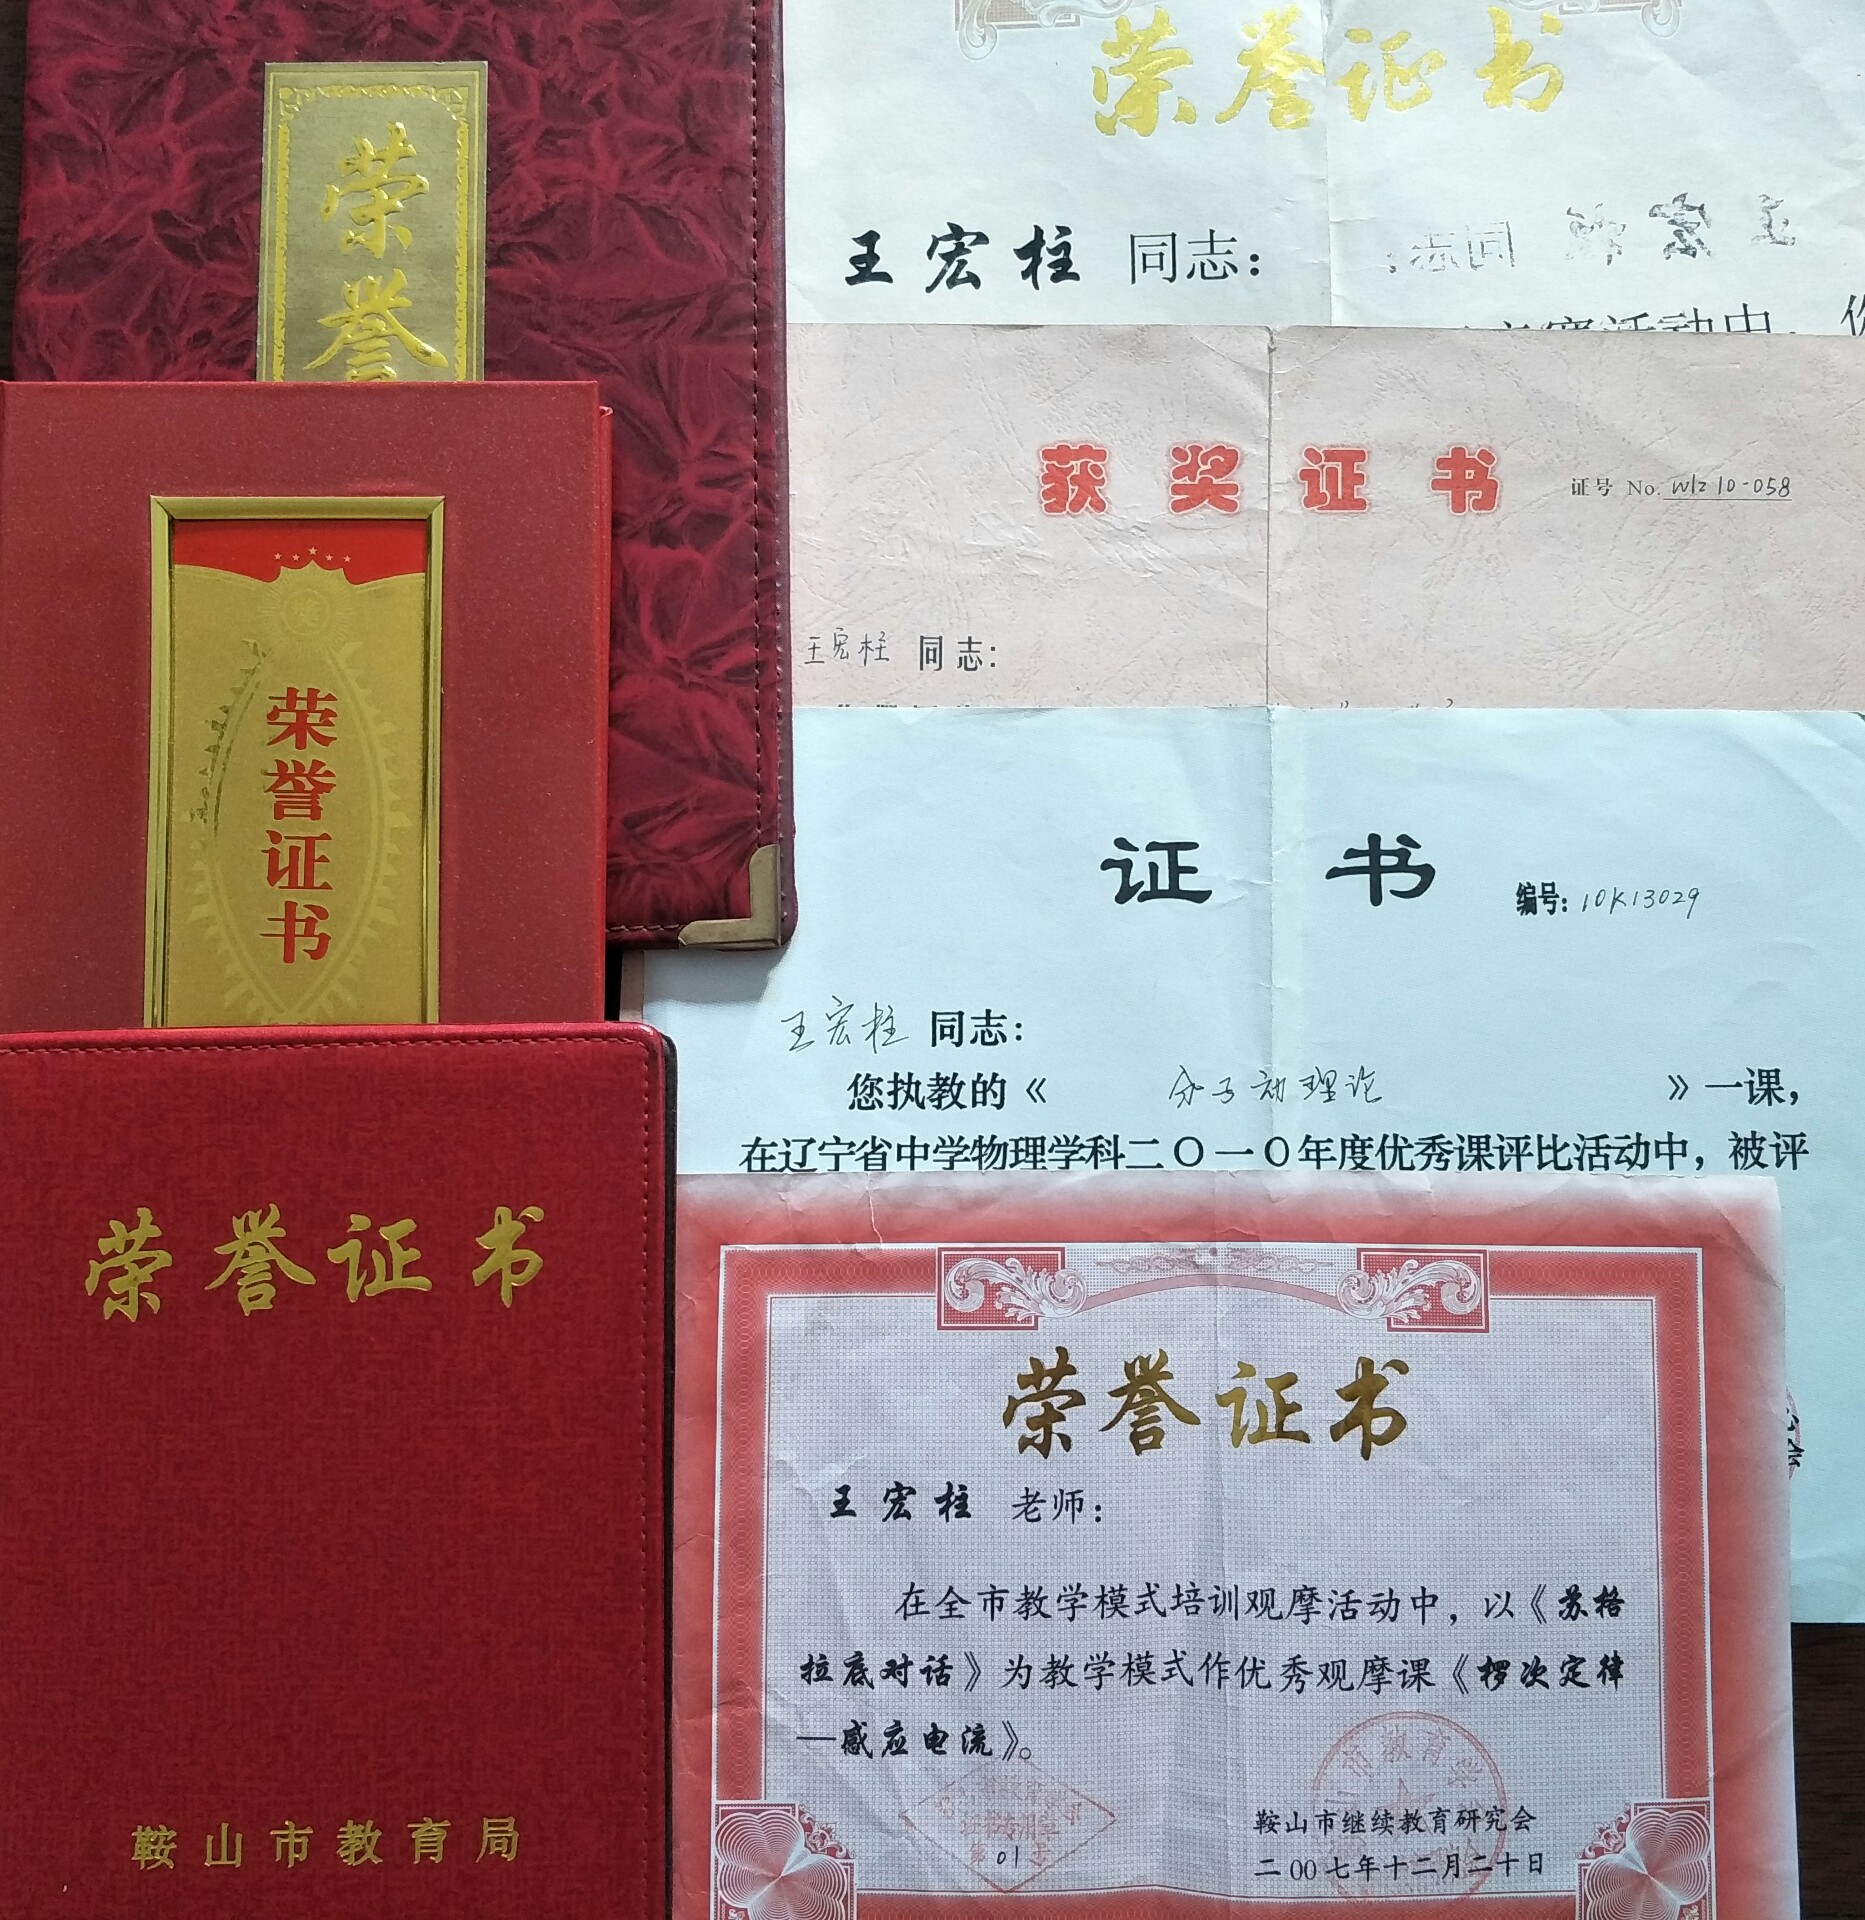 荣誉
荣誉证书
荣誉证书
鞍山市教育局
荣誉证书
王宏柱 同志：
获奖证书 证号 No. wlz10-058
王宏柱 同志：
证 书 编号：10K13029
王宏柱 同志：
您执教的《 分子动理论 》一课，
在辽宁省中学物理学科二〇一〇年度优秀课评比活动中，被评
荣誉证书
王宏柱 老师：
在全市教学模式培训观摩活动中，以《苏格
拉底对话》为教学模式作优秀观摩课《楞次定律
—感应电流》。
01
鞍山市继续教育研究会
二00七年十二月二十日